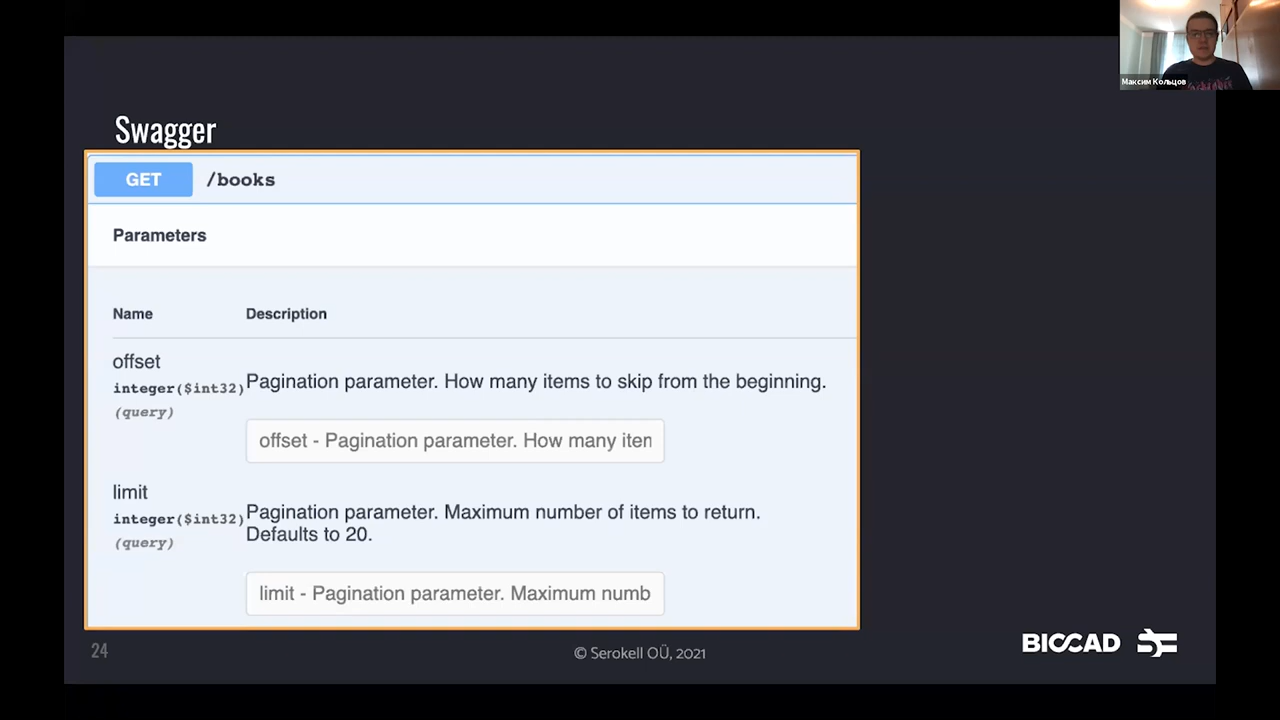 Максим Кольцов
Swagger
GET /books
Parameters
Name Description
offset
integer($int32)
(query)
Pagination parameter. How many items to skip from the beginning.
offset - Pagination parameter. How many iten
limit
integer($int32)
(query)
Pagination parameter. Maximum number of items to return.
Defaults to 20.
limit - Pagination parameter. Maximum numb
24
© Serokell OÜ, 2021
BIOCAD